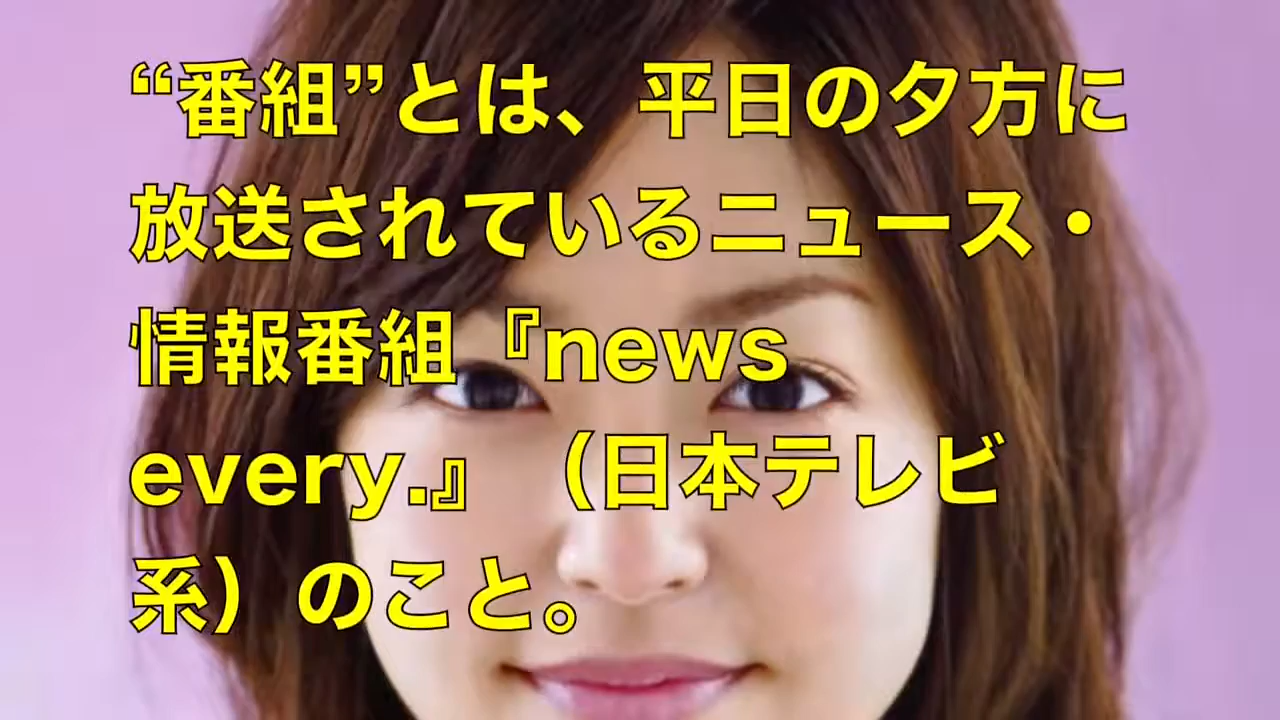 “番組”とは、平日の夕方に
放送されているニュース・
情報番組『news
every.』（日本テレビ
系）のこと。